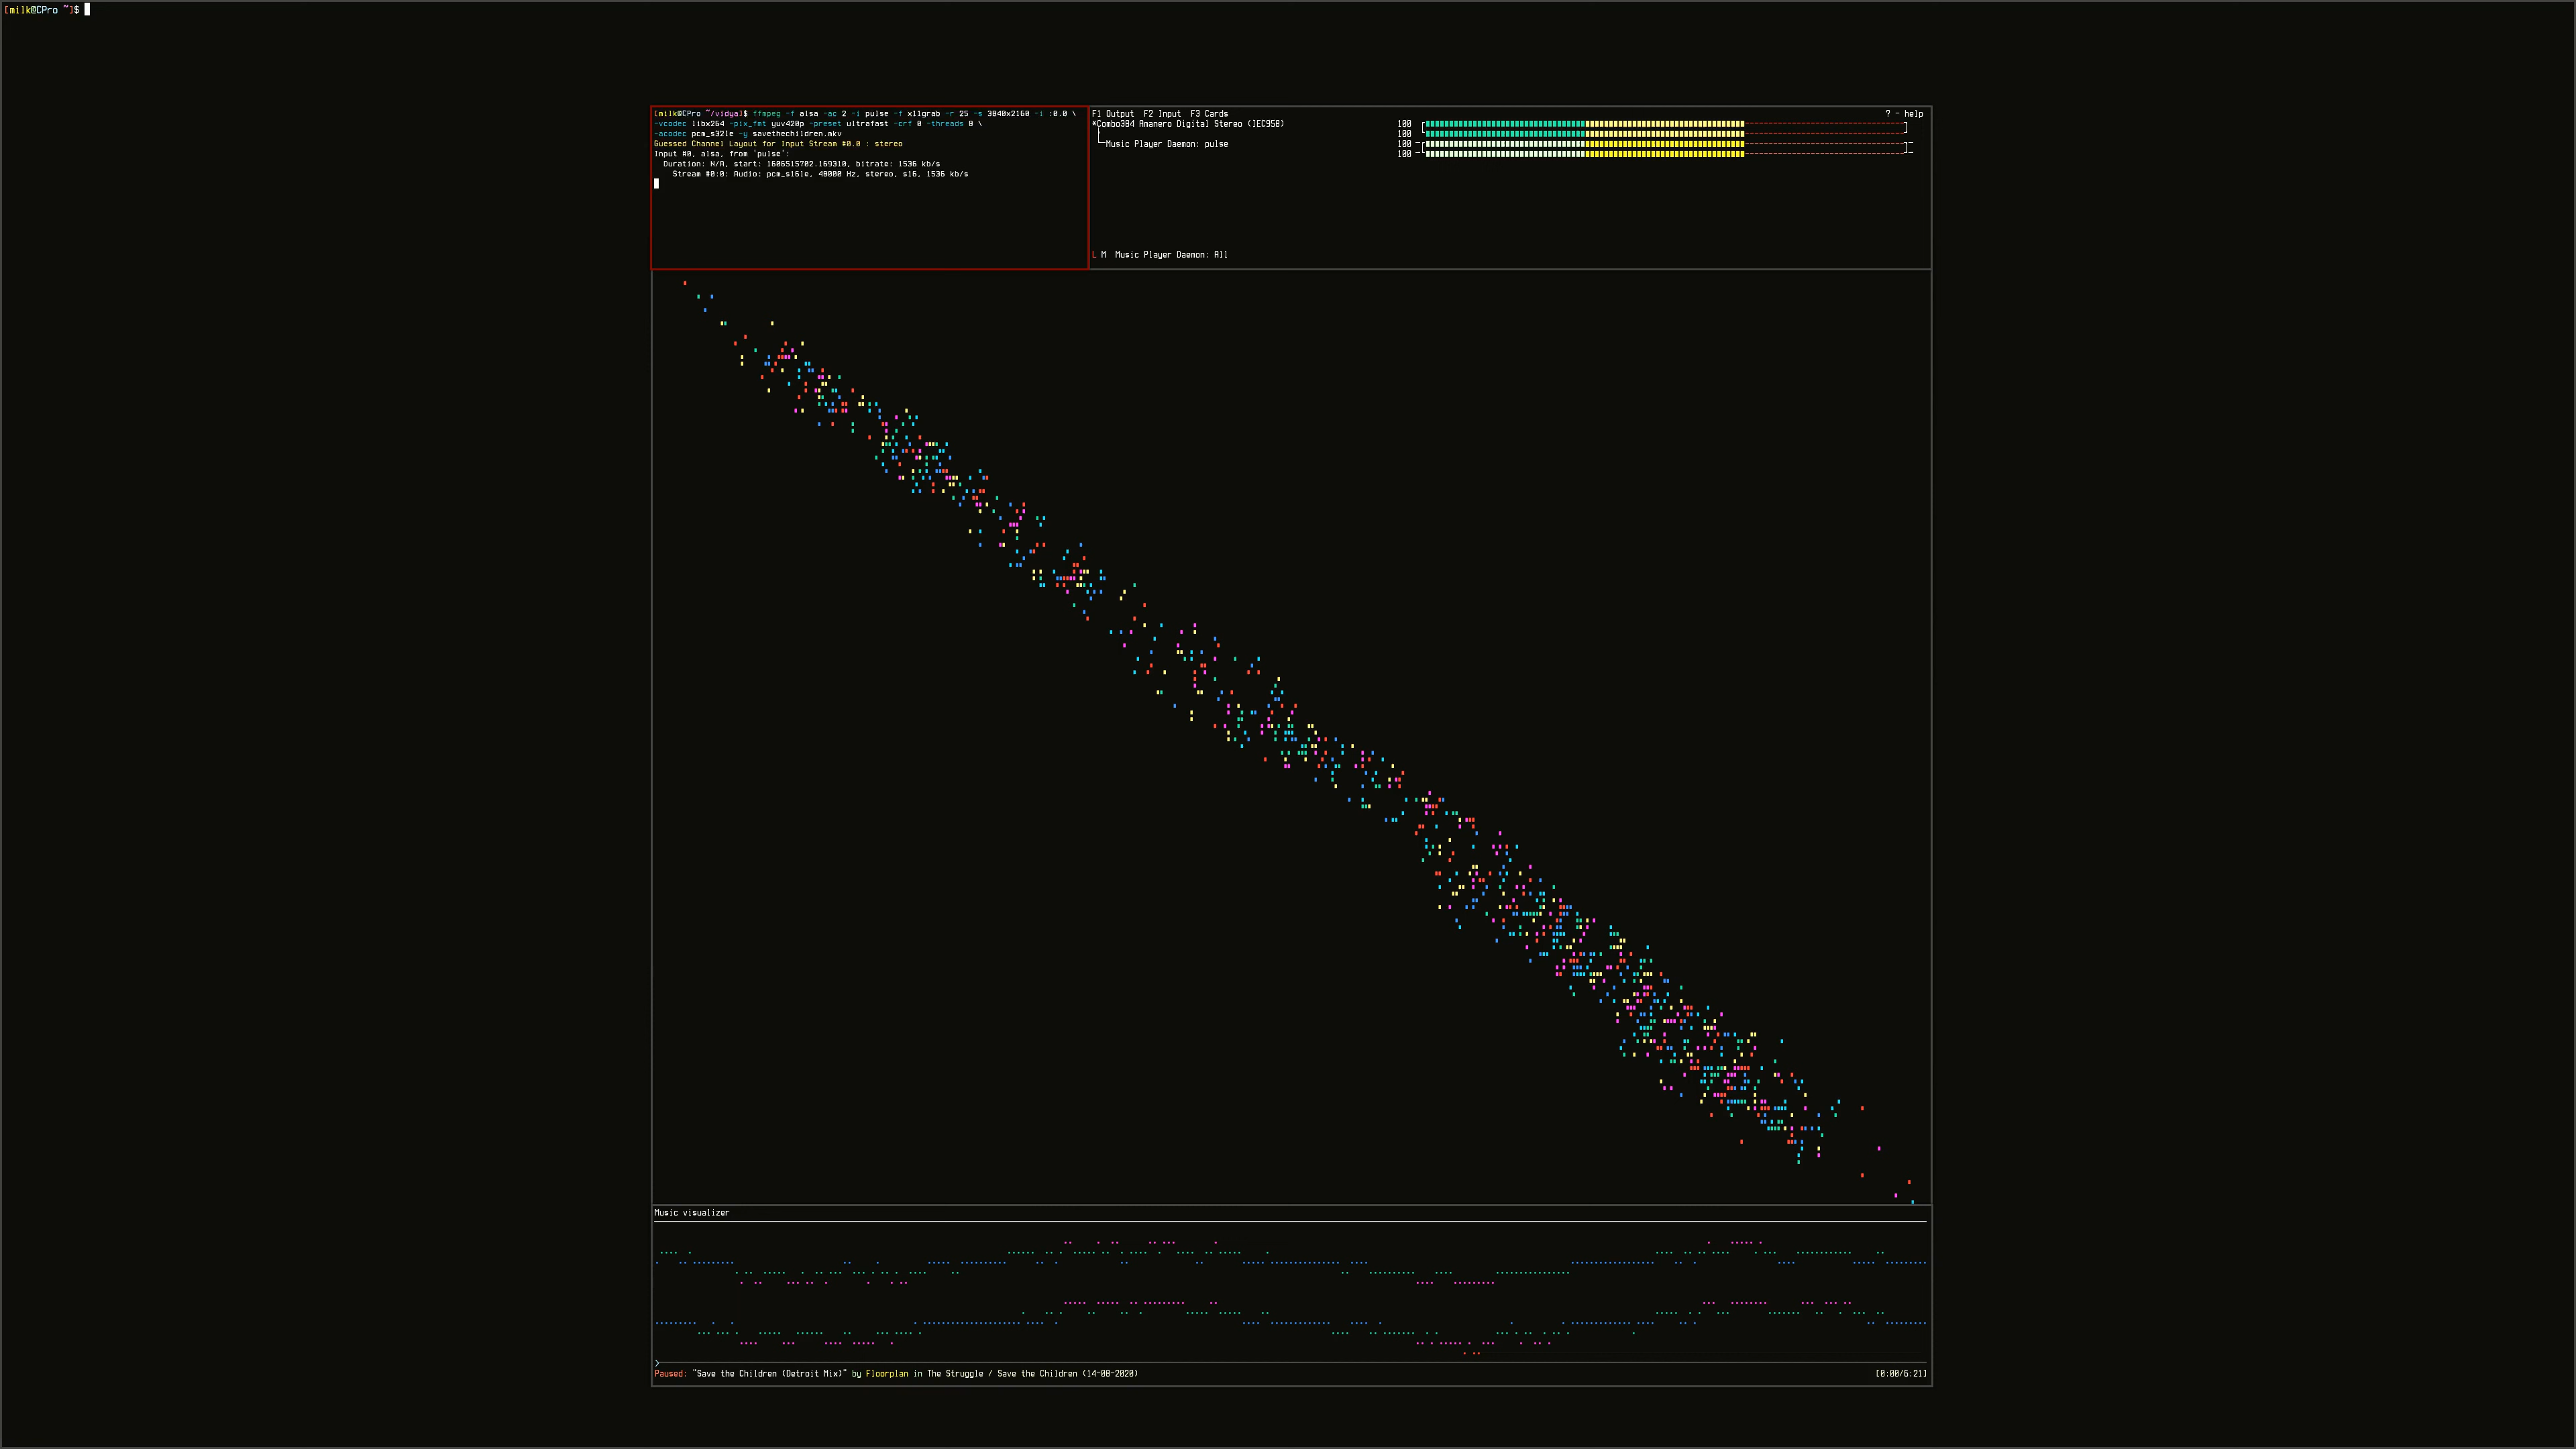 [milk@CPro ~]$
[milk@CPro ~/vidya]$ ffmpeg -f alsa -ac 2 -i pulse -f x11grab -r 25 -s 3840x2160 -i :0.0 \
-vcodec libx264 -pix_fmt yuv420p -preset ultrafast -crf 0 -threads 8 \
-acodec pcm_s32le -y savethechildren.mkv
Guessed Channel Layout for Input Stream #0.0 : stereo
Input #0, alsa, from 'pulse':
Duration: N/A, start: 1606515702.169310, bitrate: 1536 kb/s
Stream #0:0: Audio: pcm_s16le, 48000 Hz, stereo, s16, 1536 kb/s
F1 Output F2 Input F3 Cards ? - help
*Combo384 Amanero Digital Stereo (IEC958) 100
100
Music Player Daemon: pulse 100
100
L M Music Player Daemon: All
Music visualizer
Paused: "Save the Children (Detroit Mix)" by Floorplan in The Struggle / Save the Children (14-08-2020) [0:00/6:21]